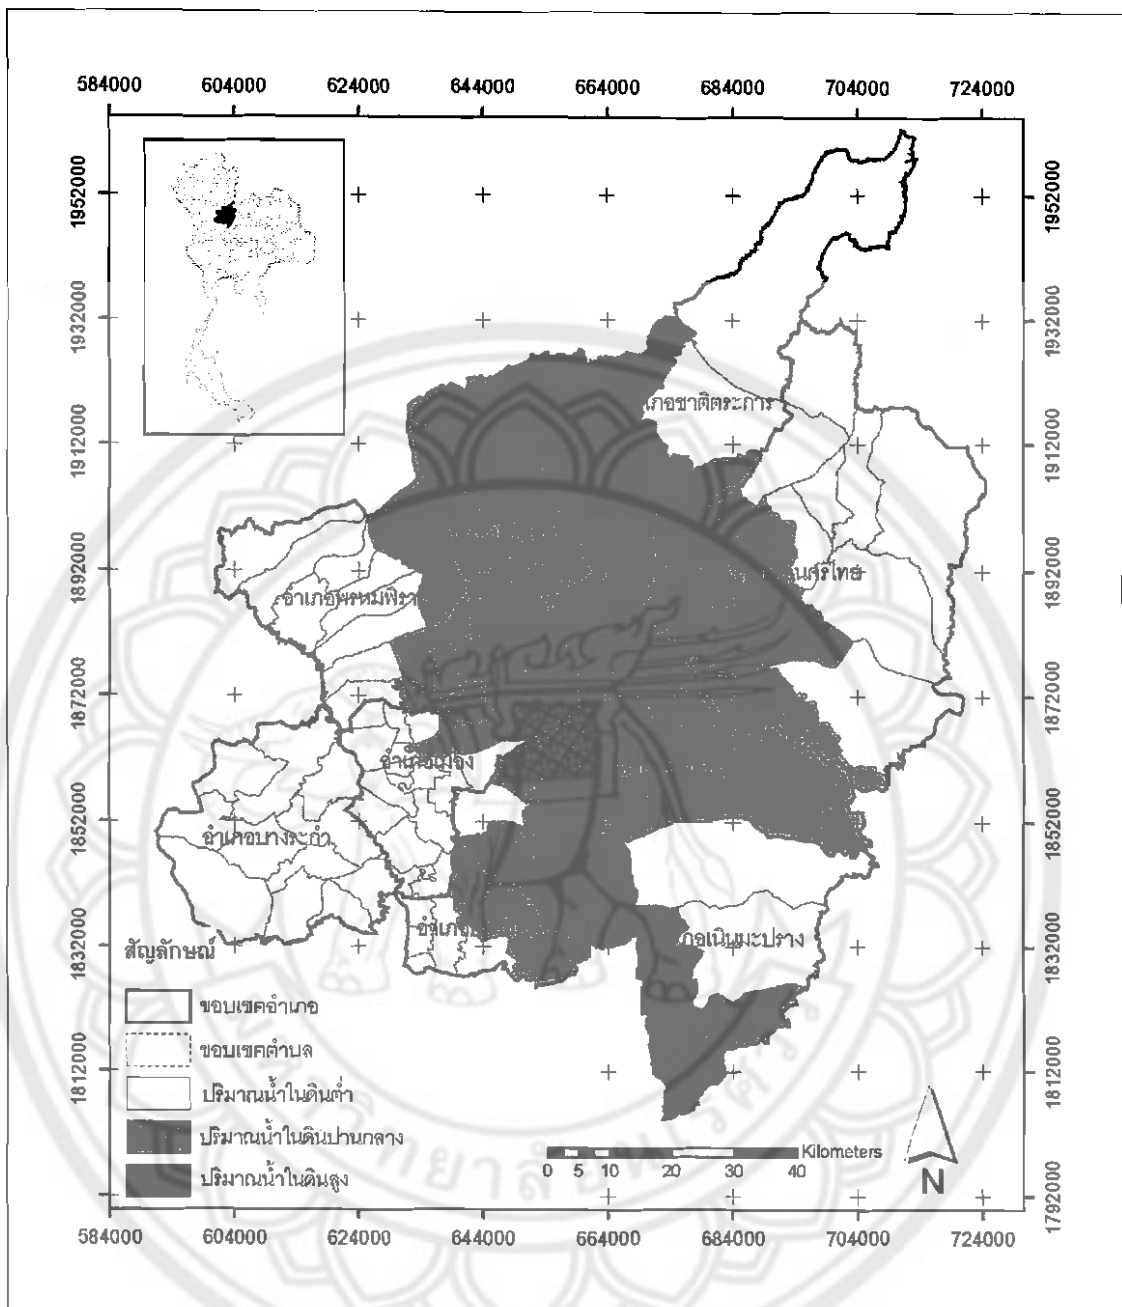 584000 604000 624000 644000 664000 684000 704000 724000
1952000 1952000
1932000 1932000
ภอชาติตระการ
1912000 1912000
1892000 1892000
นครไทย
อำเภอพรหมพิรา
1872000 1872000
อำเภอเมือง
1852000 1852000
อำเภอบางระกำ
อำเภอ
กอเนินมะปราง
1832000 1832000
สัญลักษณ์
ขอบเขตอำเภอ
ขอบเขตตำบล
1812000 1812000
ปริมาณน้ำในดินต่ำ
ปริมาณน้ำในดินปานกลาง
ปริมาณน้ำในดินสูง
Kilometers
0 5 10 20 30 40
N
1792000
584000 604000 624000 644000 664000 684000 704000 724000